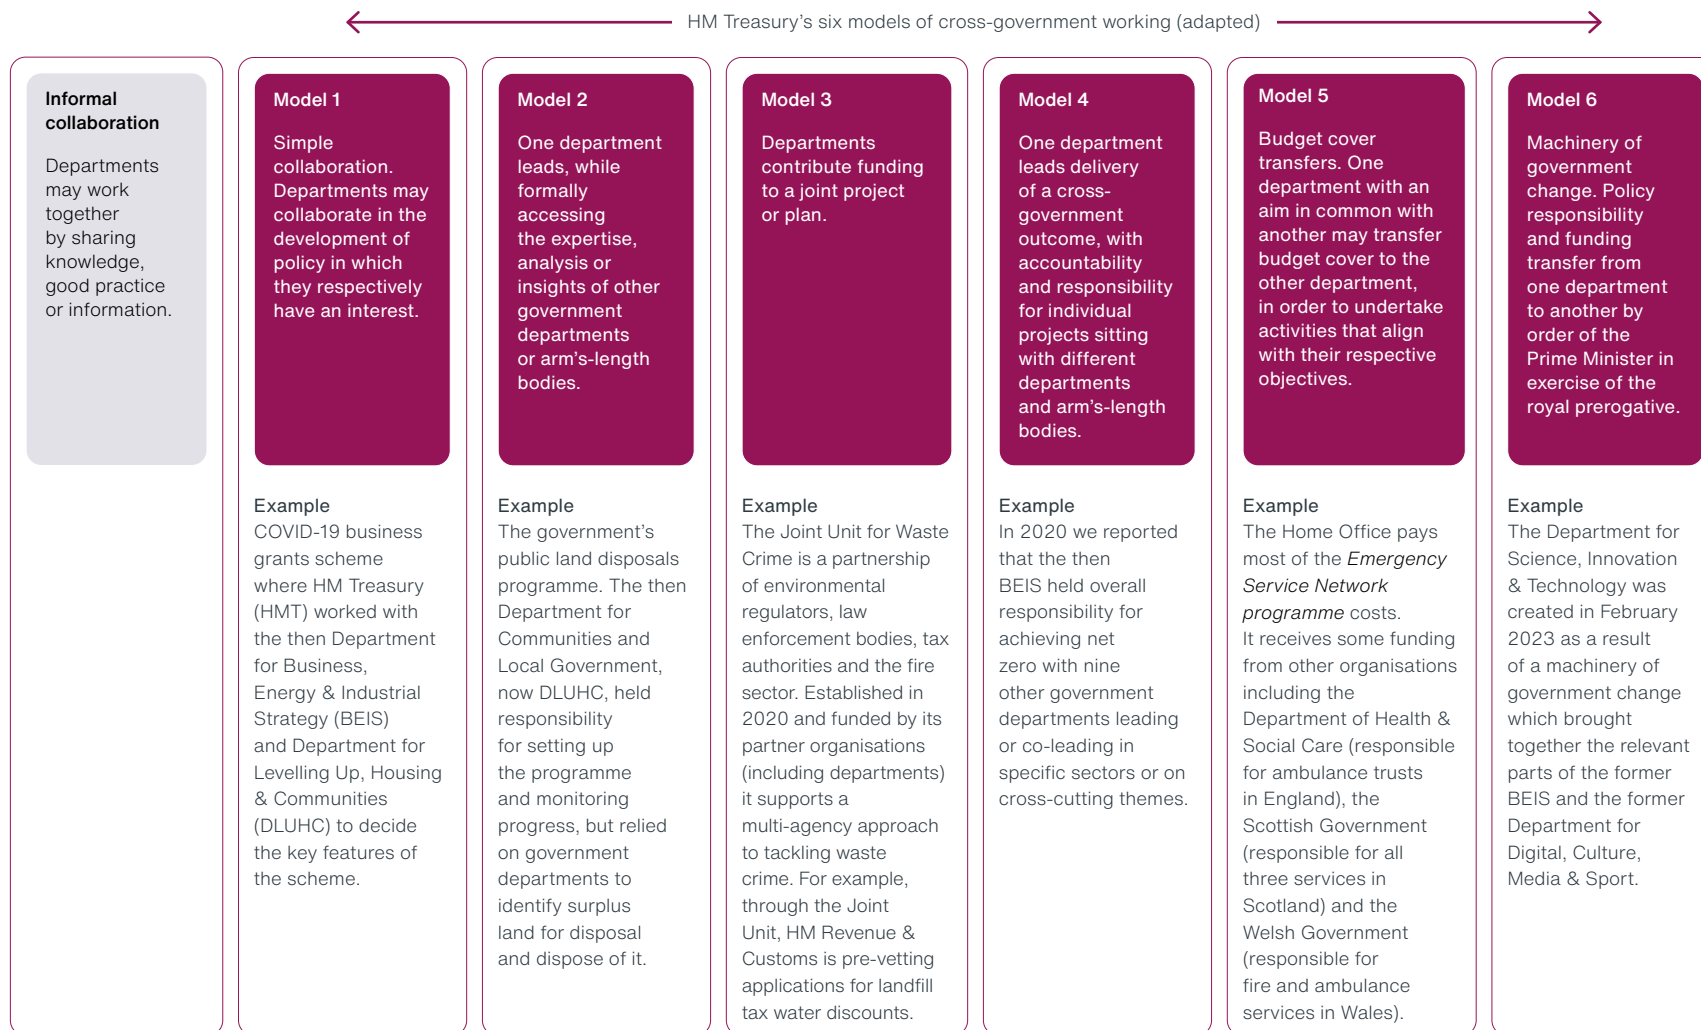 HM Treasury's six models of cross-government working (adapted)
Informal
collaboration
Departments
may work
together
by sharing
knowledge,
good practice
or information.
Model 1
Simple
collaboration.
Departments may
collaborate in the
development of
policy in which
they respectively
have an interest.
Example
COVID-19 business
grants scheme
where HM Treasury
(HMT) worked with
the then Department
for Business,
Energy & Industrial
Strategy (BEIS)
and Department for
Levelling Up, Housing
& Communities
(DLUHC) to decide
the key features of
the scheme.
Model 2
One department
leads, while
formally
accessing
the expertise,
analysis or
insights of other
government
departments
or arm's-length
bodies.
Example
The government's
public land disposals
programme. The then
Department for
Communities and
Local Government,
now DLUHC, held
responsibility
for setting up
the programme
and monitoring
progress, but relied
on government
departments to
identify surplus
land for disposal
and dispose of it.
Model 3
Departments
contribute funding
to a joint project
or plan.
Example
The Joint Unit for Waste
Crime is a partnership
of environmental
regulators, law
enforcement bodies, tax
authorities and the fire
sector. Established in
2020 and funded by its
partner organisations
(including departments)
it supports a
multi-agency approach
to tackling waste
crime. For example,
through the Joint
Unit, HM Revenue &
Customs is pre-vetting
applications for landfill
tax water discounts.
Model 4
One department
leads delivery
of a cross-
government
outcome, with
accountability
and responsibility
for individual
projects sitting
with different
departments
and arm's-length
bodies.
Example
In 2020 we reported
that the then
BEIS held overall
responsibility for
achieving net
zero with nine
other government
departments leading
or co-leading in
specific sectors or on
cross-cutting themes.
Model 5
Budget cover
transfers. One
department with an
aim in common with
another may transfer
budget cover to the
other department,
in order to undertake
activities that align
with their respective
objectives.
Example
The Home Office pays
most of the Emergency
Service Network
programme costs.
It receives some funding
from other organisations
including the
Department of Health &
Social Care (responsible
for ambulance trusts
in England), the
Scottish Government
(responsible for all
three services in
Scotland) and the
Welsh Government
(responsible for
fire and ambulance
services in Wales).
Model 6
Machinery of
government
change. Policy
responsibility
and funding
transfer from
one department
to another by
order of the
Prime Minister in
exercise of the
royal prerogative.
Example
The Department for
Science, Innovation
& Technology was
created in February
2023 as a result
of a machinery of
government change
which brought
together the relevant
parts of the former
BEIS and the former
Department for
Digital, Culture,
Media & Sport.